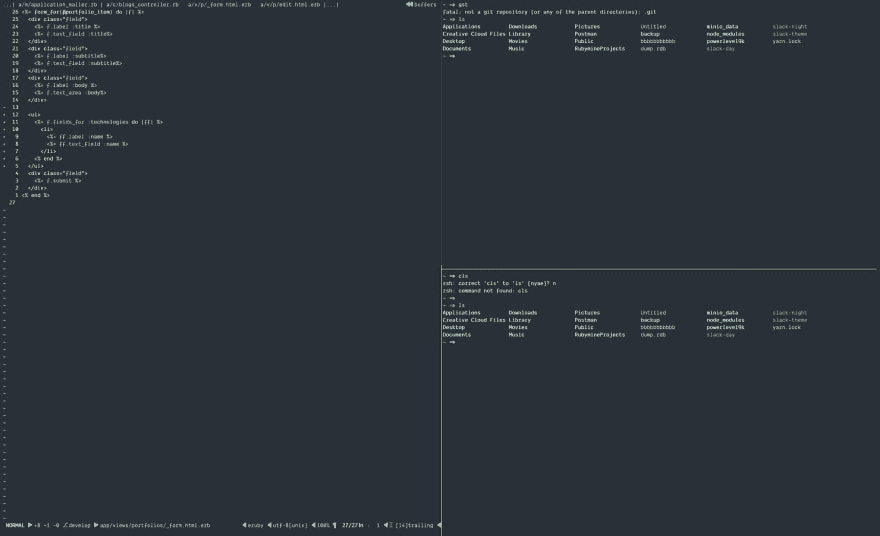 ...| a/m/application_mailer.rb | a/c/blogs_controller.rb a/v/p/_form.html.erb a/v/p/edit.html.erb |...| buffers
26 <%= form_for(@portfolio_item) do |f| %>
25 <div class="field">
24 <%= f.label :title %>
23 <%= f.text_field :title%>
22 </div>
21 <div class="field">
20 <%= f.label :subtitle%>
19 <%= f.text_field :subtitle%>
18 </div>
17 <div class="field">
16 <%= f.label :body %>
15 <%= f.text_area :body%>
14 </div>
13
12 <ul>
11 <%= f.fields_for :technologies do |ff| %>
10 <li>
9 <%= ff.label :name %>
8 <%= ff.text_field :name %>
7 </li>
6 <% end %>
5 </ul>
4 <div class="field">
3 <%= f.submit %>
2 </div>
1 <% end %>
27
NORMAL +8 ~1 -0 develop app/views/portfolios/_form.html.erb eruby utf-8[unix] 100% ¶ 27/27 ln : 1 [14]trailing
~ => gst
fatal: not a git repository (or any of the parent directories): .git
~ => ls
Applications Downloads Pictures Untitled minio_data slack-night
Creative Cloud Files Library Postman backup node_modules slack-theme
Desktop Movies Public bbbbbbbbbbb powerlevel9k yarn.lock
Documents Music RubymineProjects dump.rdb slack-day
~ =>
~ => cls
zsh: correct 'cls' to 'ls' [nyae]? n
zsh: command not found: cls
~ =>
~ => ls
Applications Downloads Pictures Untitled minio_data slack-night
Creative Cloud Files Library Postman backup node_modules slack-theme
Desktop Movies Public bbbbbbbbbbb powerlevel9k yarn.lock
Documents Music RubymineProjects dump.rdb slack-day
~ =>